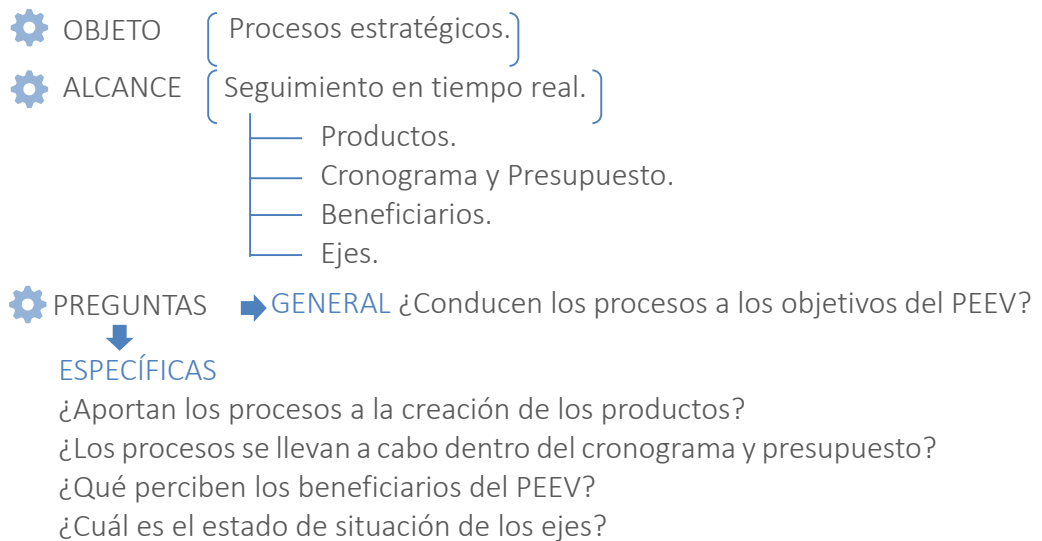 OBJETO Procesos estratégicos.
ALCANCE Seguimiento en tiempo real.
Productos.
Cronograma y Presupuesto.
Beneficiarios.
Ejes.
PREGUNTAS GENERAL ¿Conducen los procesos a los objetivos del PEEV?
ESPECÍFICAS
¿Aportan los procesos a la creación de los productos?
¿Los procesos se llevan a cabo dentro del cronograma y presupuesto?
¿Qué perciben los beneficiarios del PEEV?
¿Cuál es el estado de situación de los ejes?